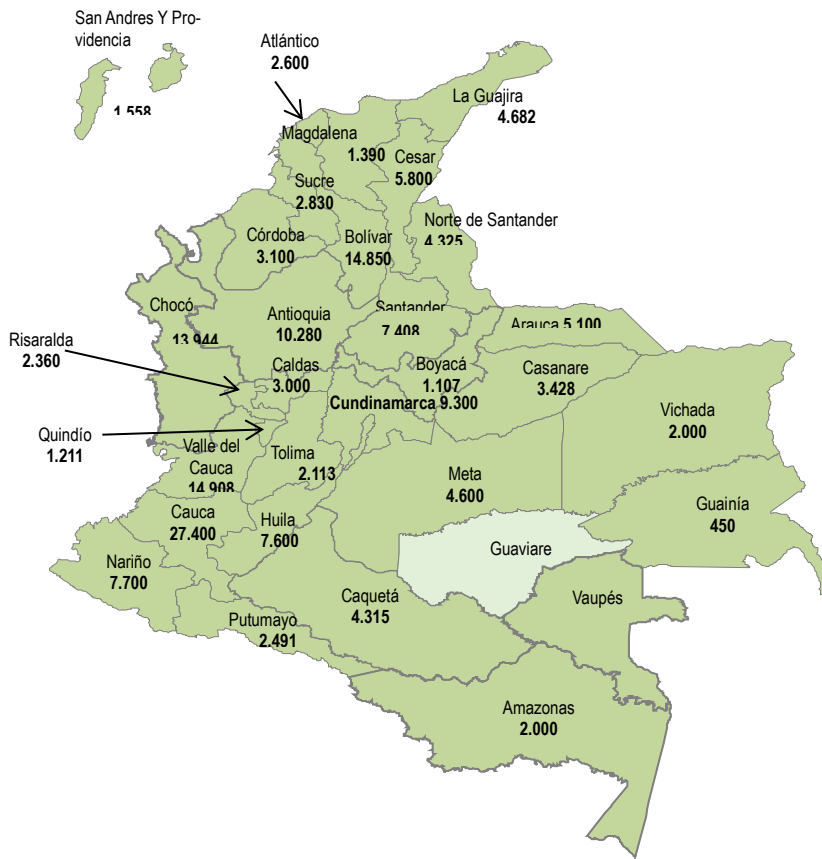 San Andres Y Pro-
videncia
1.558
Atlántico
2.600
La Guajira
4.682
Magdalena
1.390
Cesar
5.800
Sucre
2.830
Norte de Santander
4.325
Córdoba
3.100
Bolívar
14.850
Chocó
13.944
Antioquia
10.280
Santander
7.408
Arauca 5.100
Risaralda
2.360
Caldas
3.000
Boyacá
1.107
Casanare
3.428
Cundinamarca 9.300
Vichada
2.000
Quindío
1.211
Valle del
Cauca
14.908
Tolima
2.113
Meta
4.600
Guainía
450
Cauca
27.400
Huila
7.600
Guaviare
Nariño
7.700
Caquetá
4.315
Vaupés
Putumayo
2.491
Amazonas
2.000